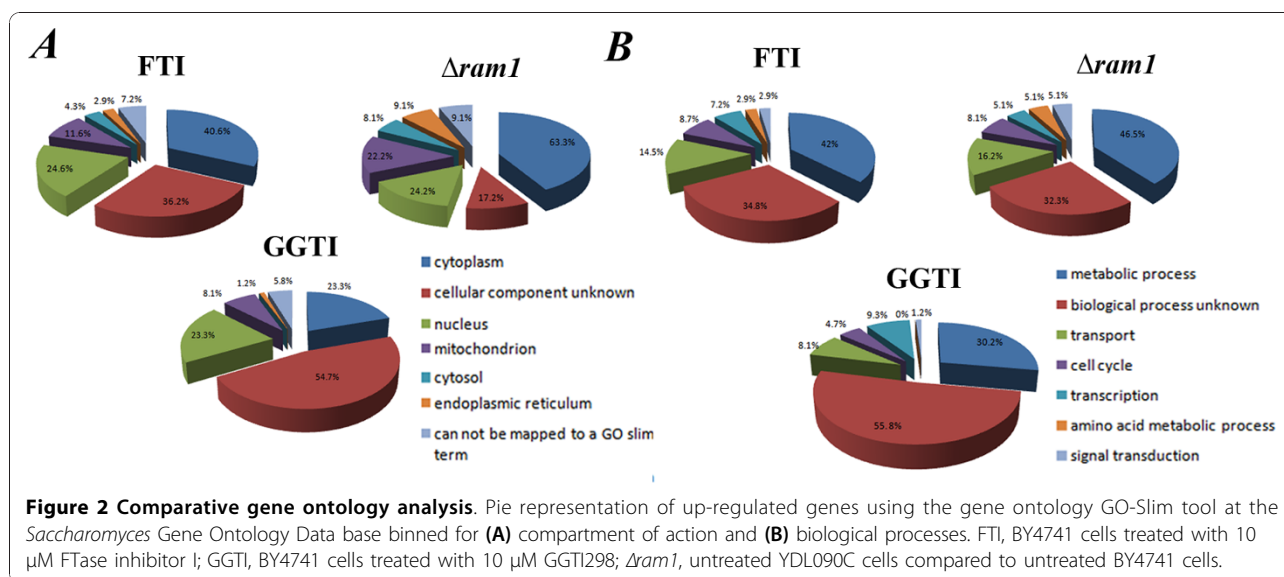 A
FTI
4.3%
2.9%
7.2%
11.6%
40.6%
24.6%
36.2%
Δram1
9.1%
8.1%
9.1%
22.2%
63.3%
24.2%
17.2%
GGTI
1.2%
5.8%
8.1%
23.3%
23.3%
54.7%
cytoplasm
cellular component unknown
nucleus
mitochondrion
cytosol
endoplasmic reticulum
can not be mapped to a GO slim
term
B
FTI
2.9%
2.9%
7.2%
8.7%
14.5%
42%
34.8%
Δram1
5.1%
5.1%
5.1%
8.1%
16.2%
46.5%
32.3%
GGTI
9.3%
0%
1.2%
4.7%
8.1%
30.2%
55.8%
metabolic process
biological process unknown
transport
cell cycle
transcription
amino acid metabolic process
signal transduction
Figure 2 Comparative gene ontology analysis. Pie representation of up-regulated genes using the gene ontology GO-Slim tool at the
Saccharomyces Gene Ontology Data base binned for (A) compartment of action and (B) biological processes. FTI, BY4741 cells treated with 10
μM FTase inhibitor I; GGTI, BY4741 cells treated with 10 μM GGTI298; Δram1, untreated YDL090C cells compared to untreated BY4741 cells.